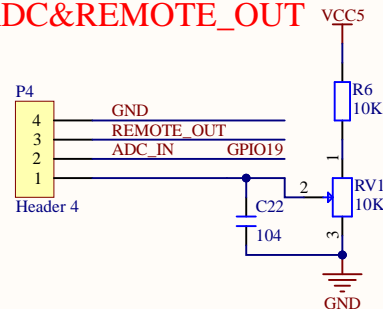 DC&REMOTE_OUT
VCC5
P4
4
3
2
1
GND
REMOTE_OUT
ADC_IN GPIO19
Header 4
C22
104
R6
10K
1
2
3
RV1
10K
GND